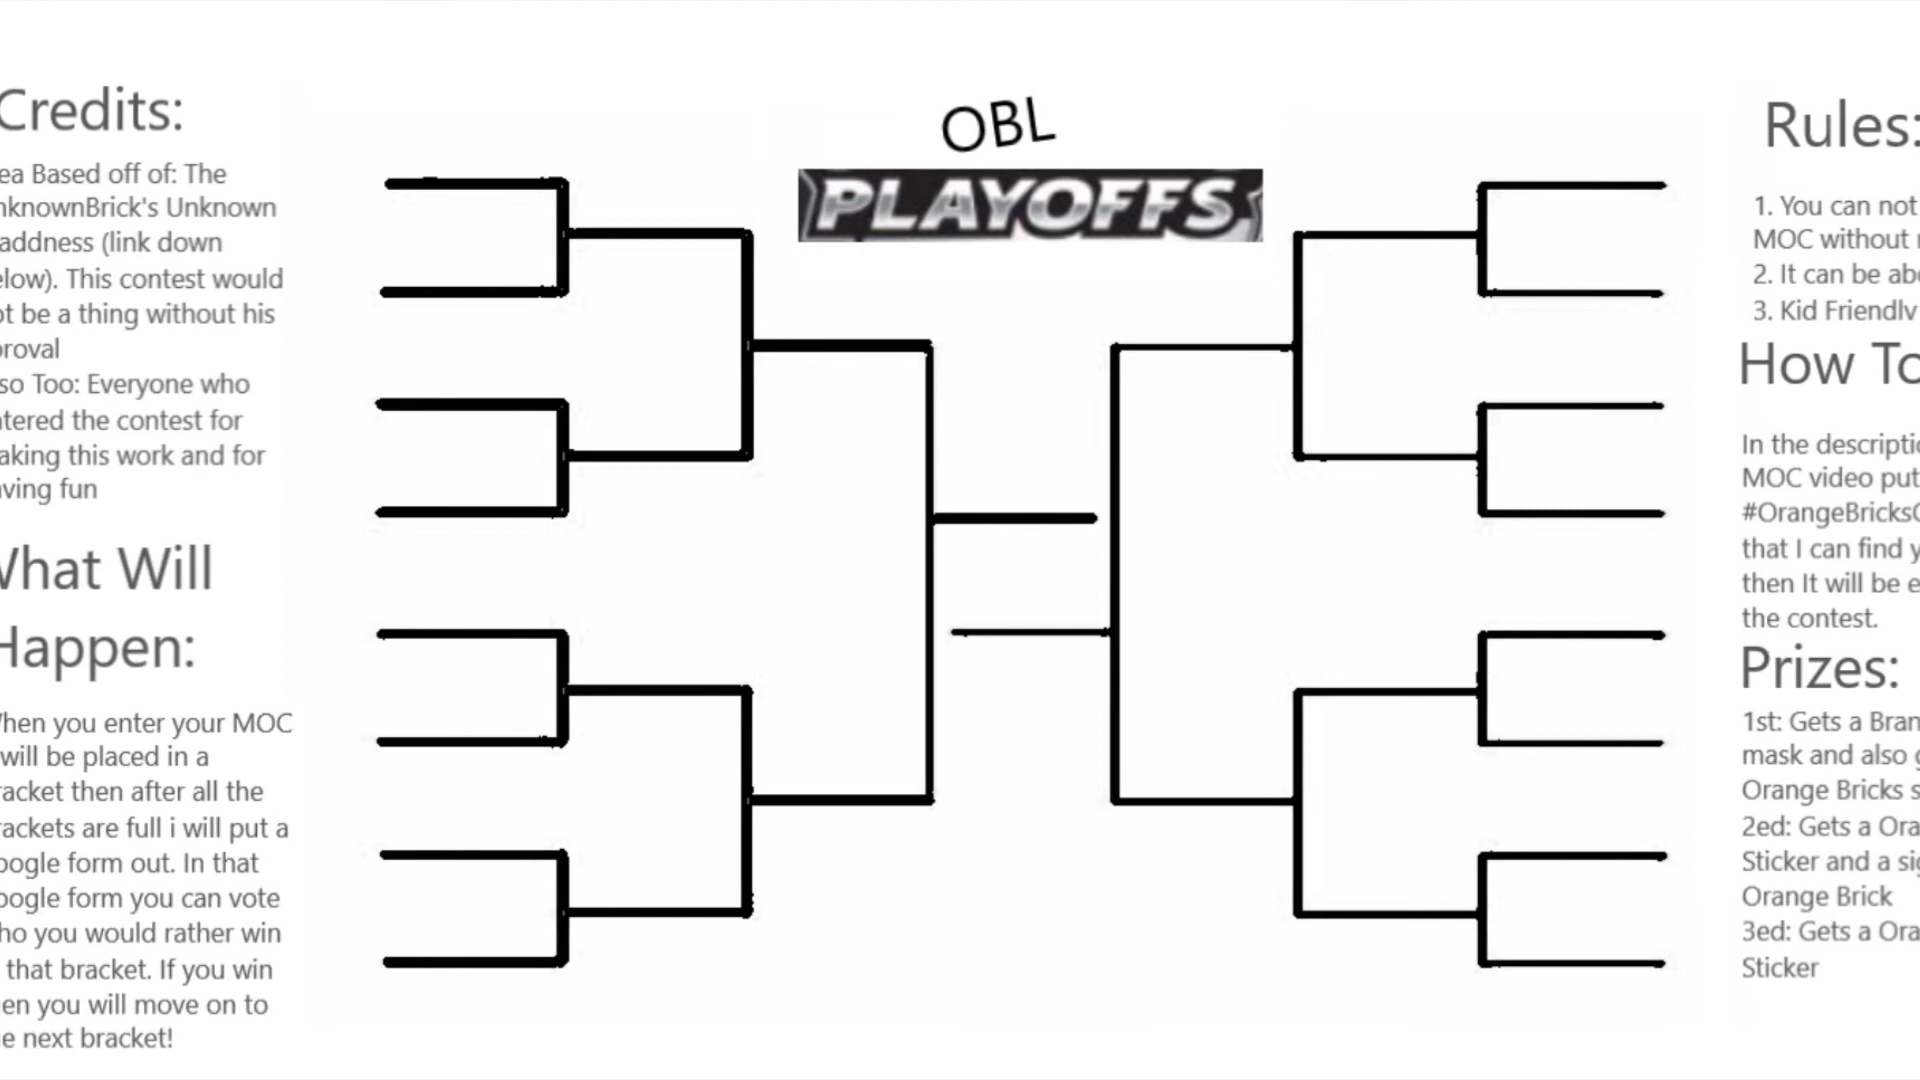 Credits:
ea Based off of: The
nknownBrick's Unknown
addness (link down
elow). This contest would
ot be a thing without his
proval
so Too: Everyone who
ntered the contest for
aking this work and for
aving fun
What Will
Happen:
When you enter your MOC
will be placed in a
racket then after all the
rackets are full i will put a
oogle form out. In that
oogle form you can vote
ho you would rather win
that bracket. If you win
hen you will move on to
e next bracket!
OBL
PLAYOFFS
Rules:
1. You can not
MOC without
2. It can be abo
3. Kid Friendly
How To
In the descriptio
MOC video put
#OrangeBricksC
that I can find y
then It will be e
the contest.
Prizes:
1st: Gets a Bran
mask and also g
Orange Bricks s
2ed: Gets a Ora
Sticker and a sig
Orange Brick
3ed: Gets a Ora
Sticker